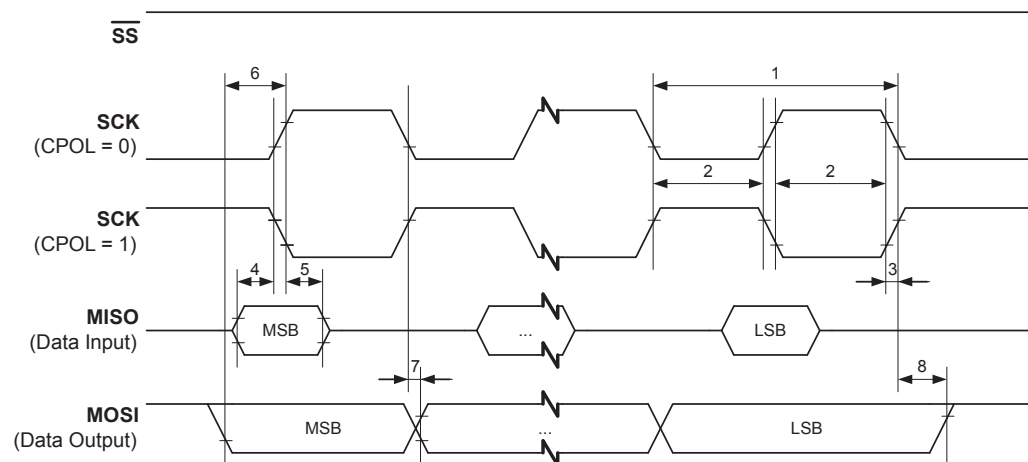 SS
6
1
SCK
(CPOL = 0)
2
2
SCK
(CPOL = 1)
4
5
3
MISO
(Data Input)
MSB
...
LSB
7
8
MOSI
(Data Output)
MSB
...
LSB